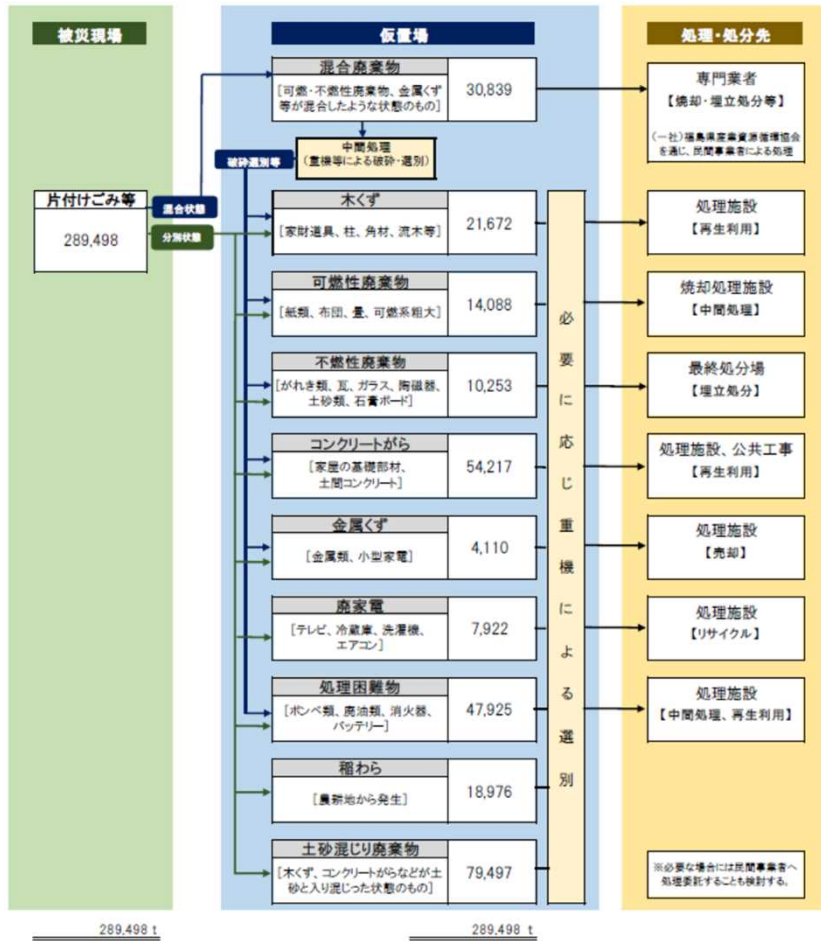 被災現場
仮置場
処理・処分先
混合廃棄物
[可燃・不燃性廃棄物、金属くず
等が混合したような状態のもの]
30,839
専門業者
【焼却・埋立処分等】
(一社)福島県産業資源循環協会
を通じ、民間事業者による処理
破砕選別等
中間処理
(重機等による破砕・選別)
片付けごみ等
289,498
混合状態
分別状態
木くず
[家財道具、柱、角材、流木等]
21,672
処理施設
【再生利用】
可燃性廃棄物
[紙類、布団、畳、可燃系粗大]
14,088
焼却処理施設
【中間処理】
不燃性廃棄物
[がれき類、瓦、ガラス、陶磁器、
土砂類、石膏ボード]
10,253
最終処分場
【埋立処分】
コンクリートがら
[家屋の基礎部材、
土間コンクリート]
54,217
処理施設、公共工事
【再生利用】
金属くず
[金属類、小型家電]
4,110
処理施設
【売却】
廃家電
[テレビ、冷蔵庫、洗濯機、
エアコン]
7,922
処理施設
【リサイクル】
処理困難物
[ボンベ類、廃油類、消火器、
バッテリー]
47,925
処理施設
【中間処理、再生利用】
稲わら
[農耕地から発生]
18,976
土砂混じり廃棄物
[木くず、コンクリートがらなどが土
砂と入り混じった状態のもの]
79,497
必要に応じ重機による選別
※必要な場合には民間事業者へ
処理委託することも検討する。
289,498 t
289,498 t